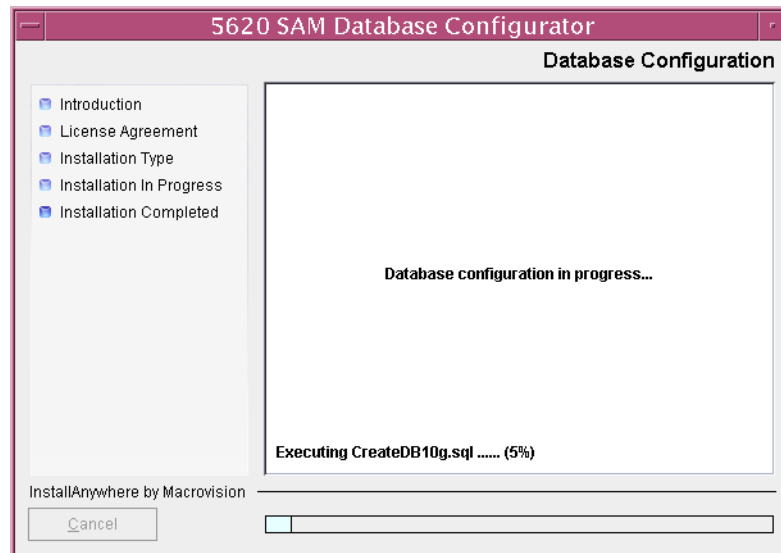 5620 SAM Database Configurator
Database Configuration
Introduction
License Agreement
Installation Type
Installation In Progress
Installation Completed
Database configuration in progress...
Executing CreateDB10g.sql ...... (5%)
InstallAnywhere by Macrovision
Cancel